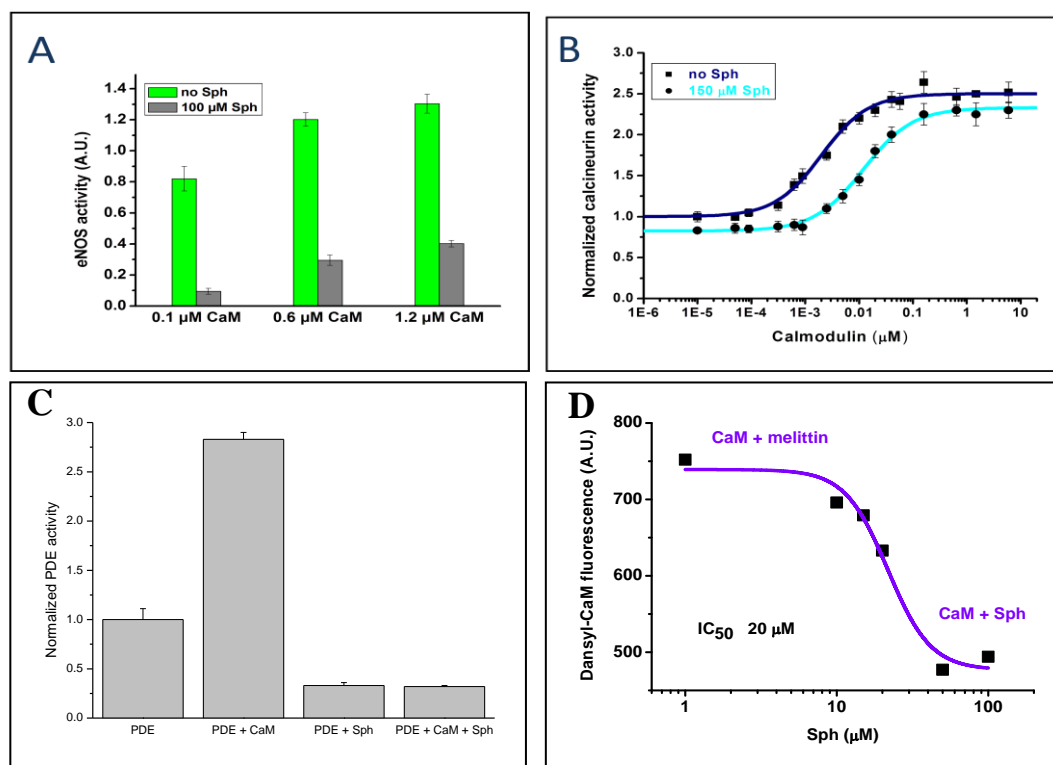 A
no Sph
100 µM Sph
eNOS activity (A.U.)
1.4
1.2
1.0
0.8
0.6
0.4
0.2
0.0
0.1 µM CaM 0.6 µM CaM 1.2 µM CaM
B
no Sph
150 µM Sph
Normalized calcineurin activity
3.0
2.5
2.0
1.5
1.0
0.5
0.0
1E-6 1E-5 1E-4 1E-3 0.01 0.1 1 10
Calmodulin (µM)
C
Normalized PDE activity
3.0
2.5
2.0
1.5
1.0
0.5
0.0
PDE PDE + CaM PDE + Sph PDE + CaM + Sph
D
Dansyl-CaM fluorescence (A.U.)
800
700
600
500
CaM + melittin
CaM + Sph
IC50 20 µM
1 10 100
Sph (µM)